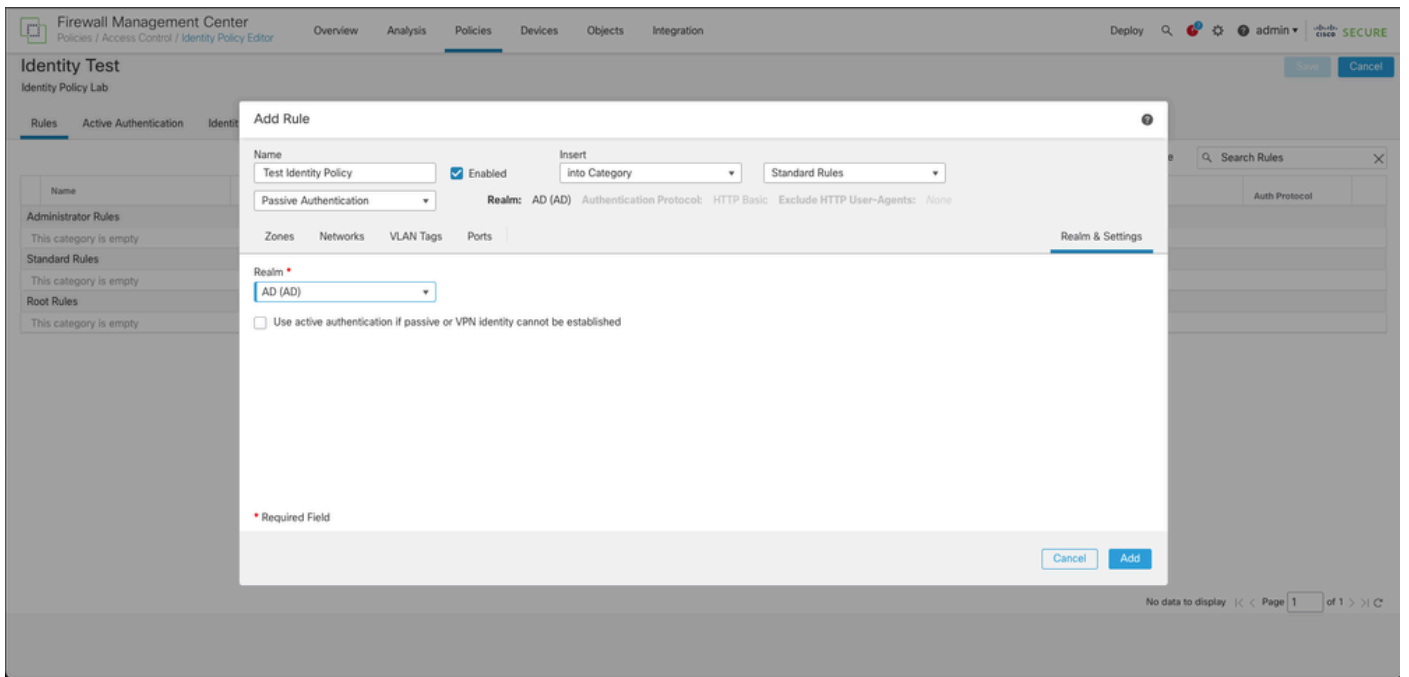 Firewall Management Center
Policies / Access Control / Identity Policy Editor
Overview Analysis Policies Devices Objects Integration
Deploy admin
cisco SECURE
Identity Test
Save Cancel
Identity Policy Lab
Rules Active Authentication Identit
Add Rule
Name Insert
Test Identity Policy Enabled into Category Standard Rules
e Search Rules
Passive Authentication Realm: AD (AD) Authentication Protocol: HTTP Basic Exclude HTTP User-Agents: None
Name Auth Protocol
Administrator Rules
This category is empty
Standard Rules
This category is empty
Root Rules
This category is empty
Zones Networks VLAN Tags Ports Realm & Settings
Realm *
AD (AD)
Use active authentication if passive or VPN identity cannot be established
* Required Field
Cancel Add
No data to display |< < Page 1 of 1 > >|